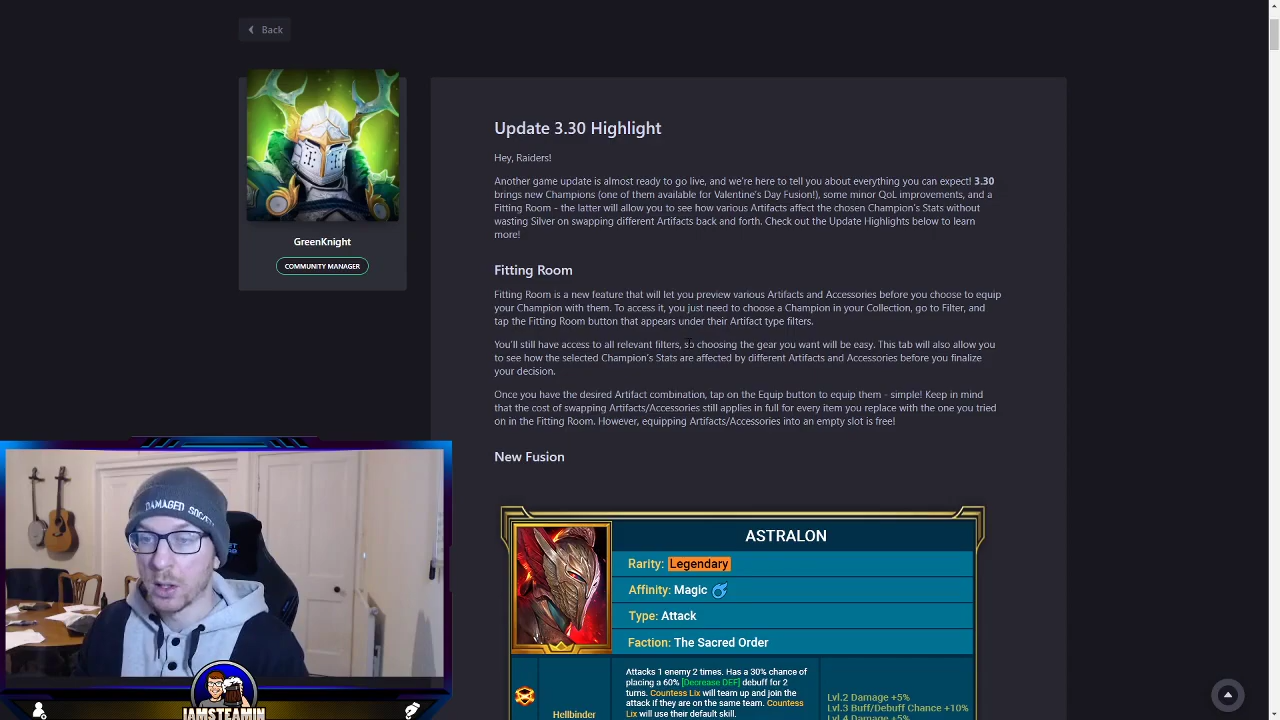 Back
Update 3.30 Highlight
Hey, Raiders!
Another game update is almost ready to go live, and we're here to tell you about everything you can expect! 3.30
brings new Champions (one of them available for Valentine's Day Fusion!), some minor QoL improvements, and a
Fitting Room - the latter will allow you to see how various Artifacts affect the chosen Champion's Stats without
wasting Silver on swapping different Artifacts back and forth. Check out the Update Highlights below to learn
more!
GreenKnight
COMMUNITY MANAGER
Fitting Room
Fitting Room is a new feature that will let you preview various Artifacts and Accessories before you choose to equip
your Champion with them. To access it, you just need to choose a Champion in your Collection, go to Filter, and
tap the Fitting Room button that appears under their Artifact type filters.
You'll still have access to all relevant filters, so choosing the gear you want will be easy. This tab will also allow you
to see how the selected Champion's Stats are affected by different Artifacts and Accessories before you finalize
your decision.
Once you have the desired Artifact combination, tap on the Equip button to equip them - simple! Keep in mind
that the cost of swapping Artifacts/Accessories still applies in full for every item you replace with the one you tried
on in the Fitting Room. However, equipping Artifacts/Accessories into an empty slot is free!
New Fusion
ASTRALON
Rarity: Legendary
Affinity: Magic
Type: Attack
Faction: The Sacred Order
Hellbinder
Attacks 1 enemy 2 times. Has a 30% chance of
placing a 60% [Decrease DEF] debuff for 2
turns. Countess Lix will team up and join the
attack if they are on the same team. Countess
Lix will use their default skill.
Lvl.2 Damage +5%
Lvl.3 Buff/Debuff Chance +10%
Lvl.4 Damage +5%
DAMAGED
IAMSTEAMIN